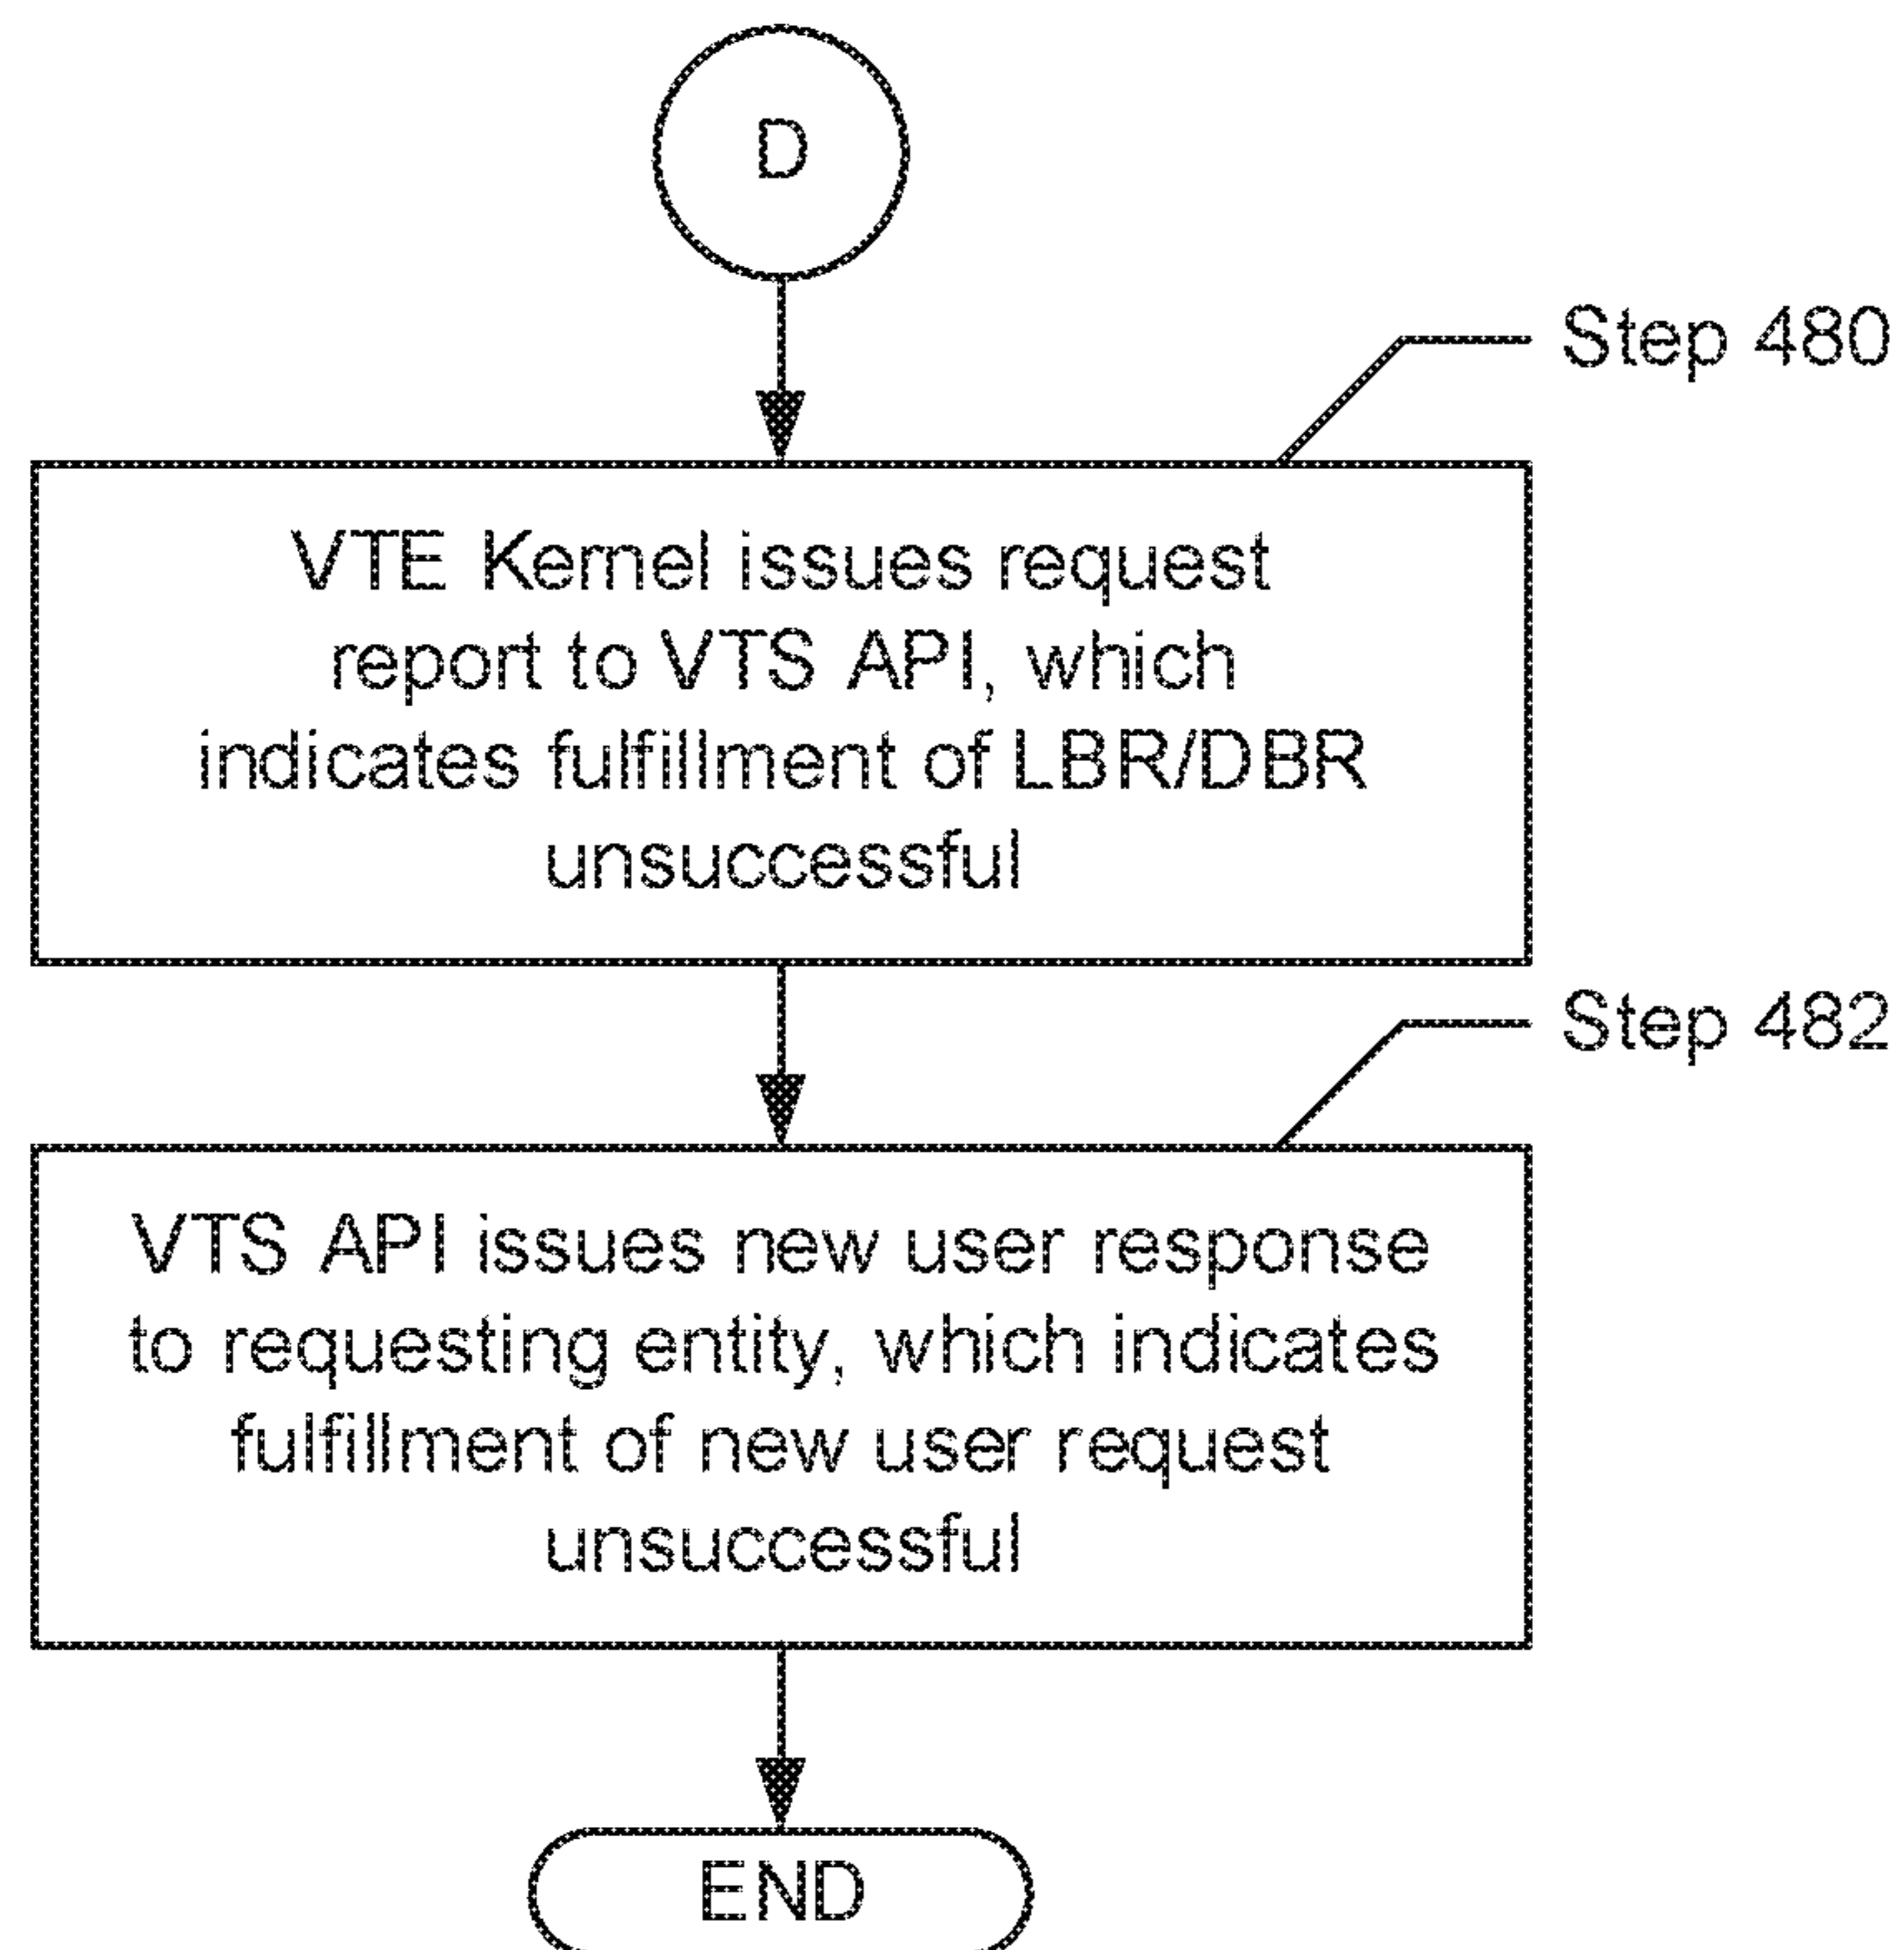 D
Step 480
VTE Kernel issues request
report to VTS API, which
indicates fulfillment of LBR/DBR
unsuccessful
Step 482
VTS API issues new user response
to requesting entity, which indicates
fulfillment of new user request
unsuccessful
END